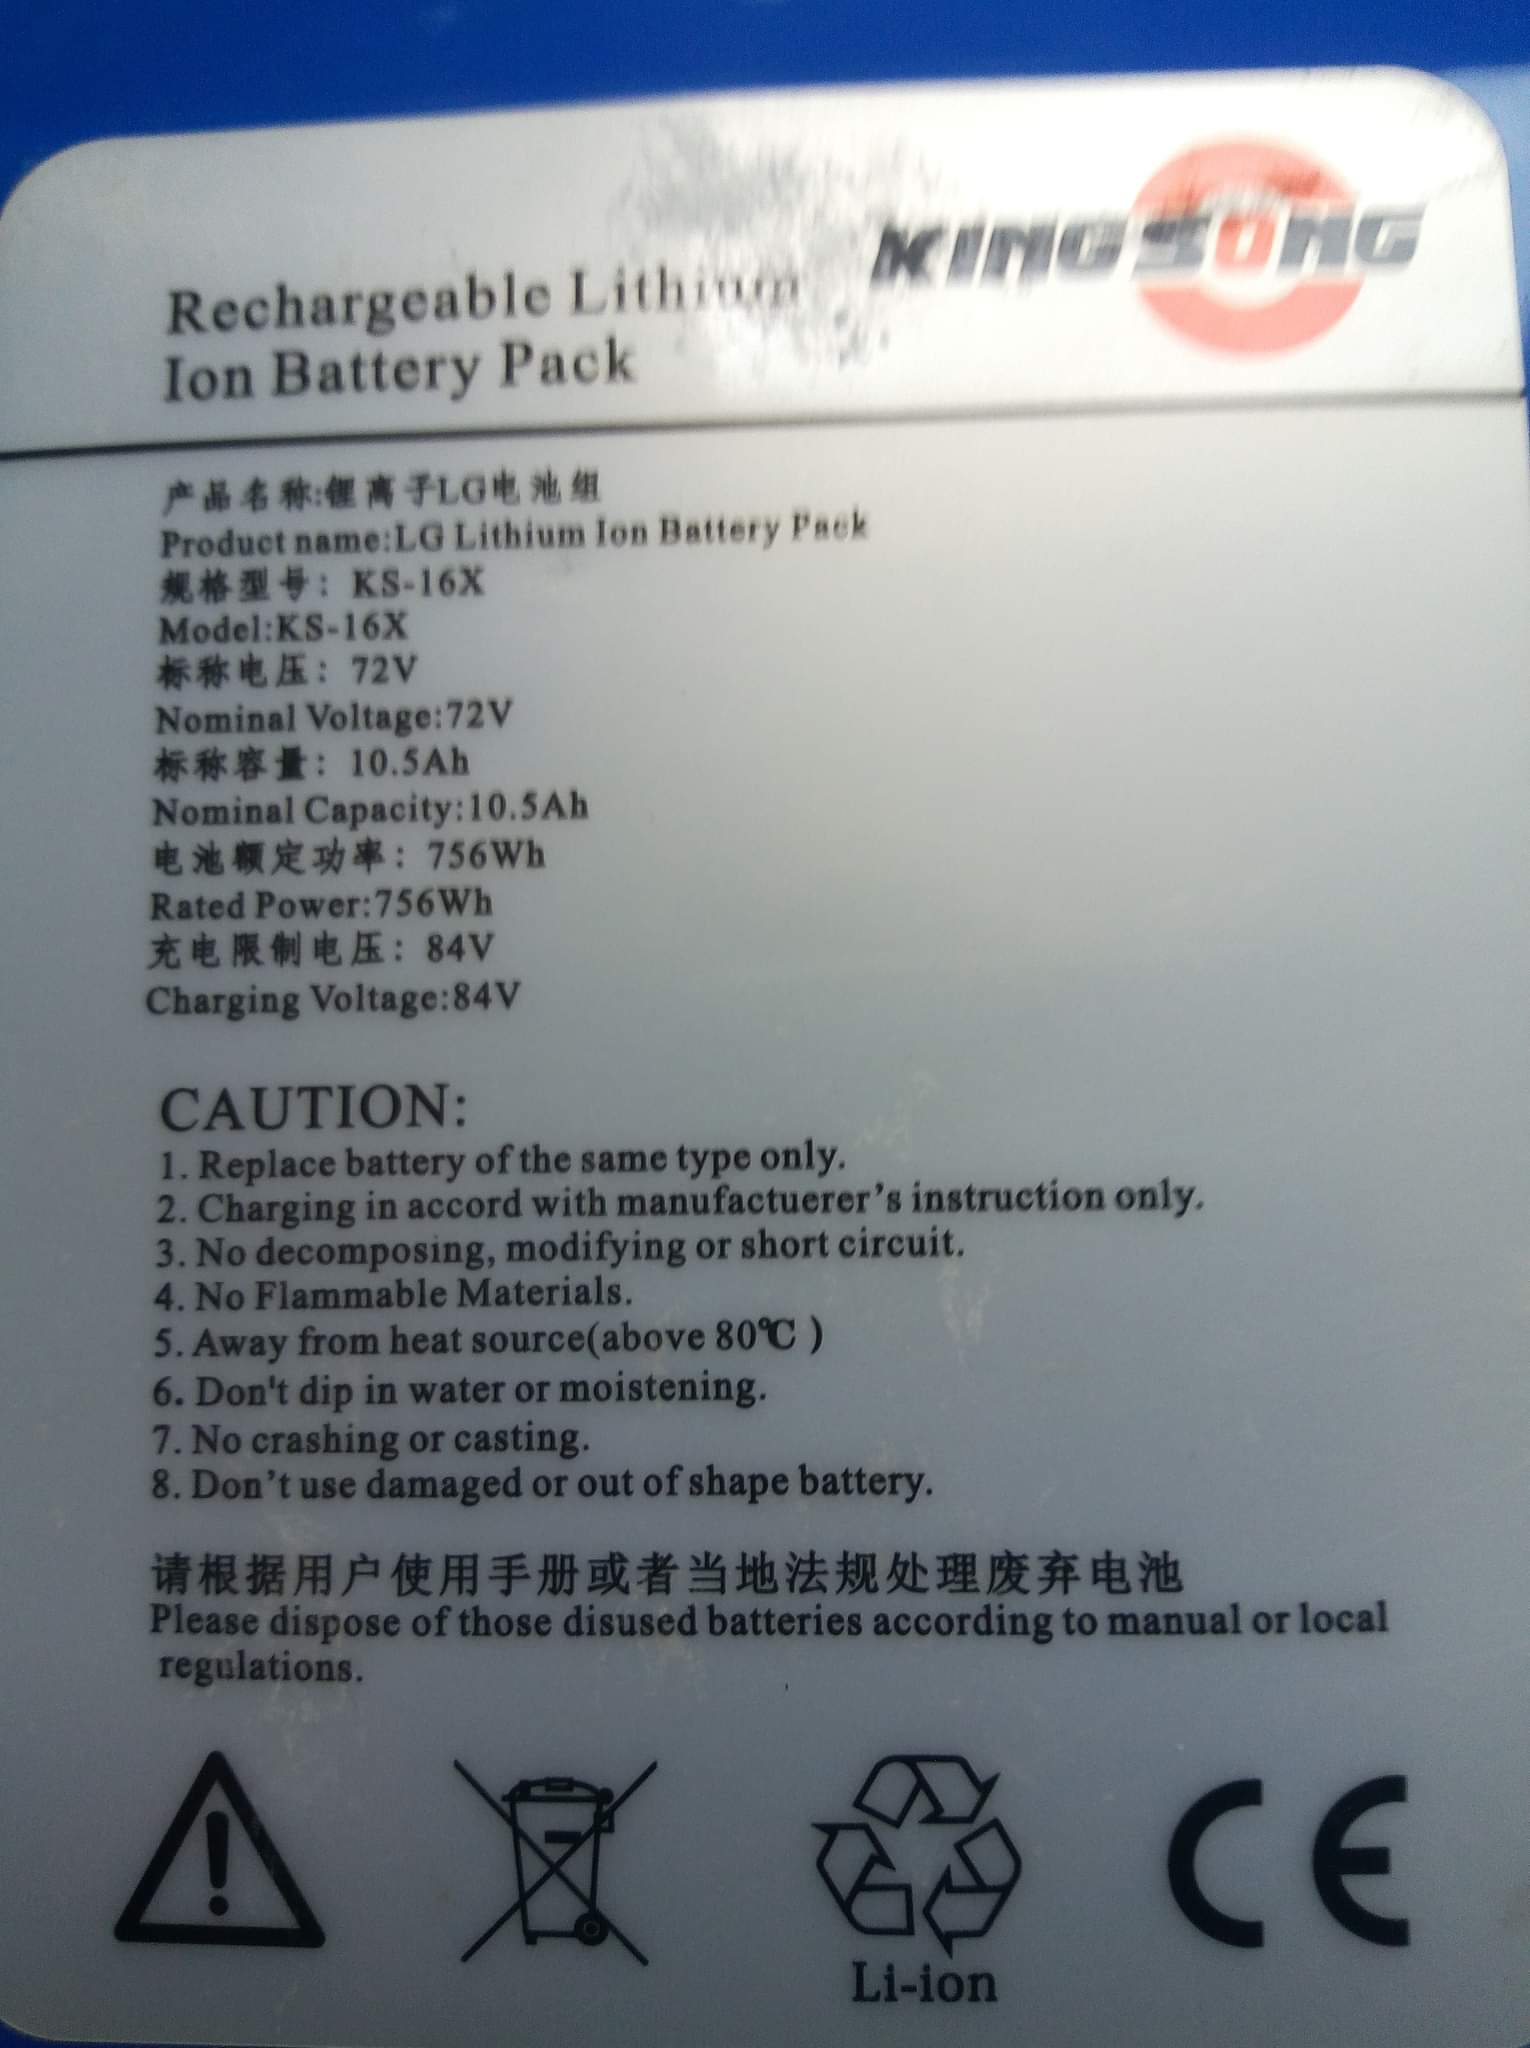 KINGSONG
Rechargeable Lithium
Ion Battery Pack
产品名称:锂离子LG电池组
Product name:LG Lithium Ion Battery Pack
规格型号：KS-16X
Model:KS-16X
标称电压：72V
Nominal Voltage:72V
标称容量：10.5Ah
Nominal Capacity:10.5Ah
电池额定功率：756Wh
Rated Power:756Wh
充电限制电压：84V
Charging Voltage:84V
CAUTION:
1. Replace battery of the same type only.
2. Charging in accord with manufactuerer’s instruction only.
3. No decomposing, modifying or short circuit.
4. No Flammable Materials.
5. Away from heat source(above 80℃ )
6. Don't dip in water or moistening.
7. No crashing or casting.
8. Don’t use damaged or out of shape battery.
请根据用户使用手册或者当地法规处理废弃电池
Please dispose of those disused batteries according to manual or local
regulations.
Li-ion
CE